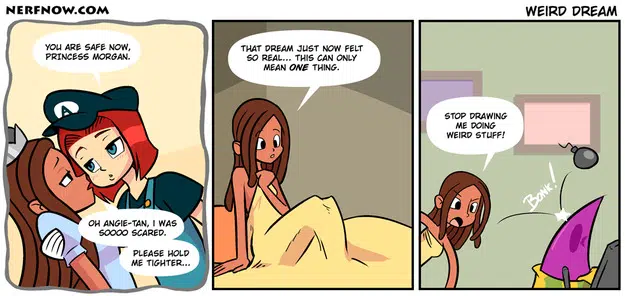 NERFNOW.COM
WEIRD DREAM
YOU ARE SAFE NOW,
PRINCESS MORGAN.
A
OH ANGIE-TAN, I WAS
SOOOO SCARED.
PLEASE HOLD
ME TIGHTER...
THAT DREAM JUST NOW FELT
SO REAL... THIS CAN ONLY
MEAN ONE THING.
STOP DRAWING
ME DOING
WEIRD STUFF!
BONK!